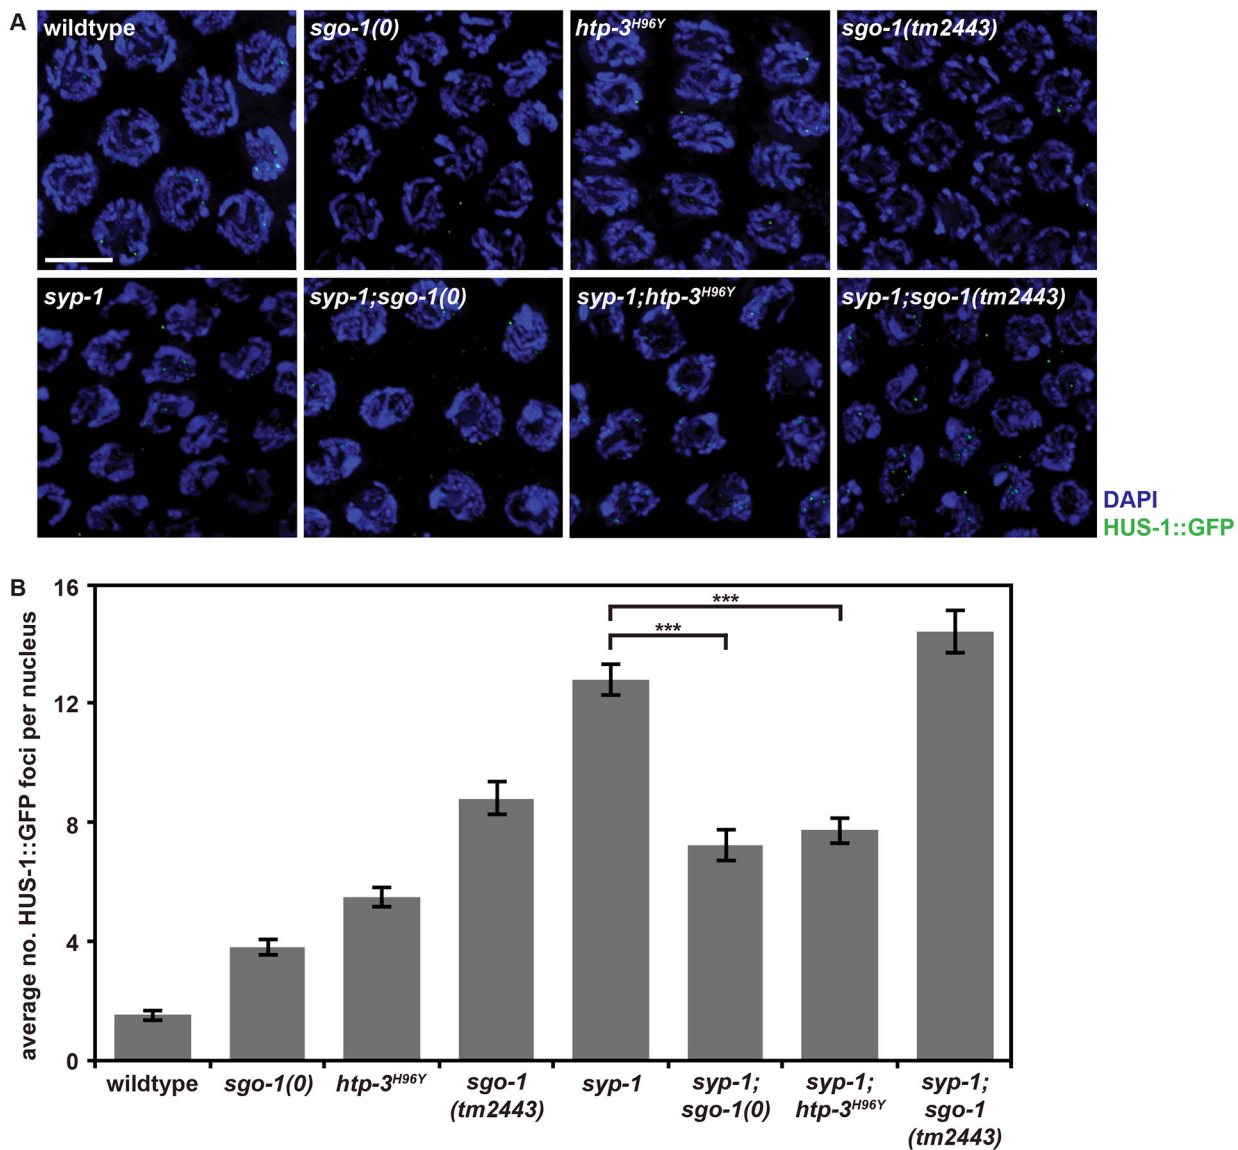 A
wildtype
sgo-1(0)
htp-3H96Y
sgo-1(tm2443)
syp-1
syp-1;sgo-1(0)
syp-1;htp-3H96Y
syp-1;sgo-1(tm2443)
DAPI
HUS-1::GFP
B
average no. HUS-1::GFP foci per nucleus
16
12
8
4
0
***
***
wildtype
sgo-1(0)
htp-3H96Y
sgo-1
(tm2443)
syp-1
syp-1;
sgo-1(0)
syp-1;
htp-3H96Y
syp-1;
sgo-1
(tm2443)